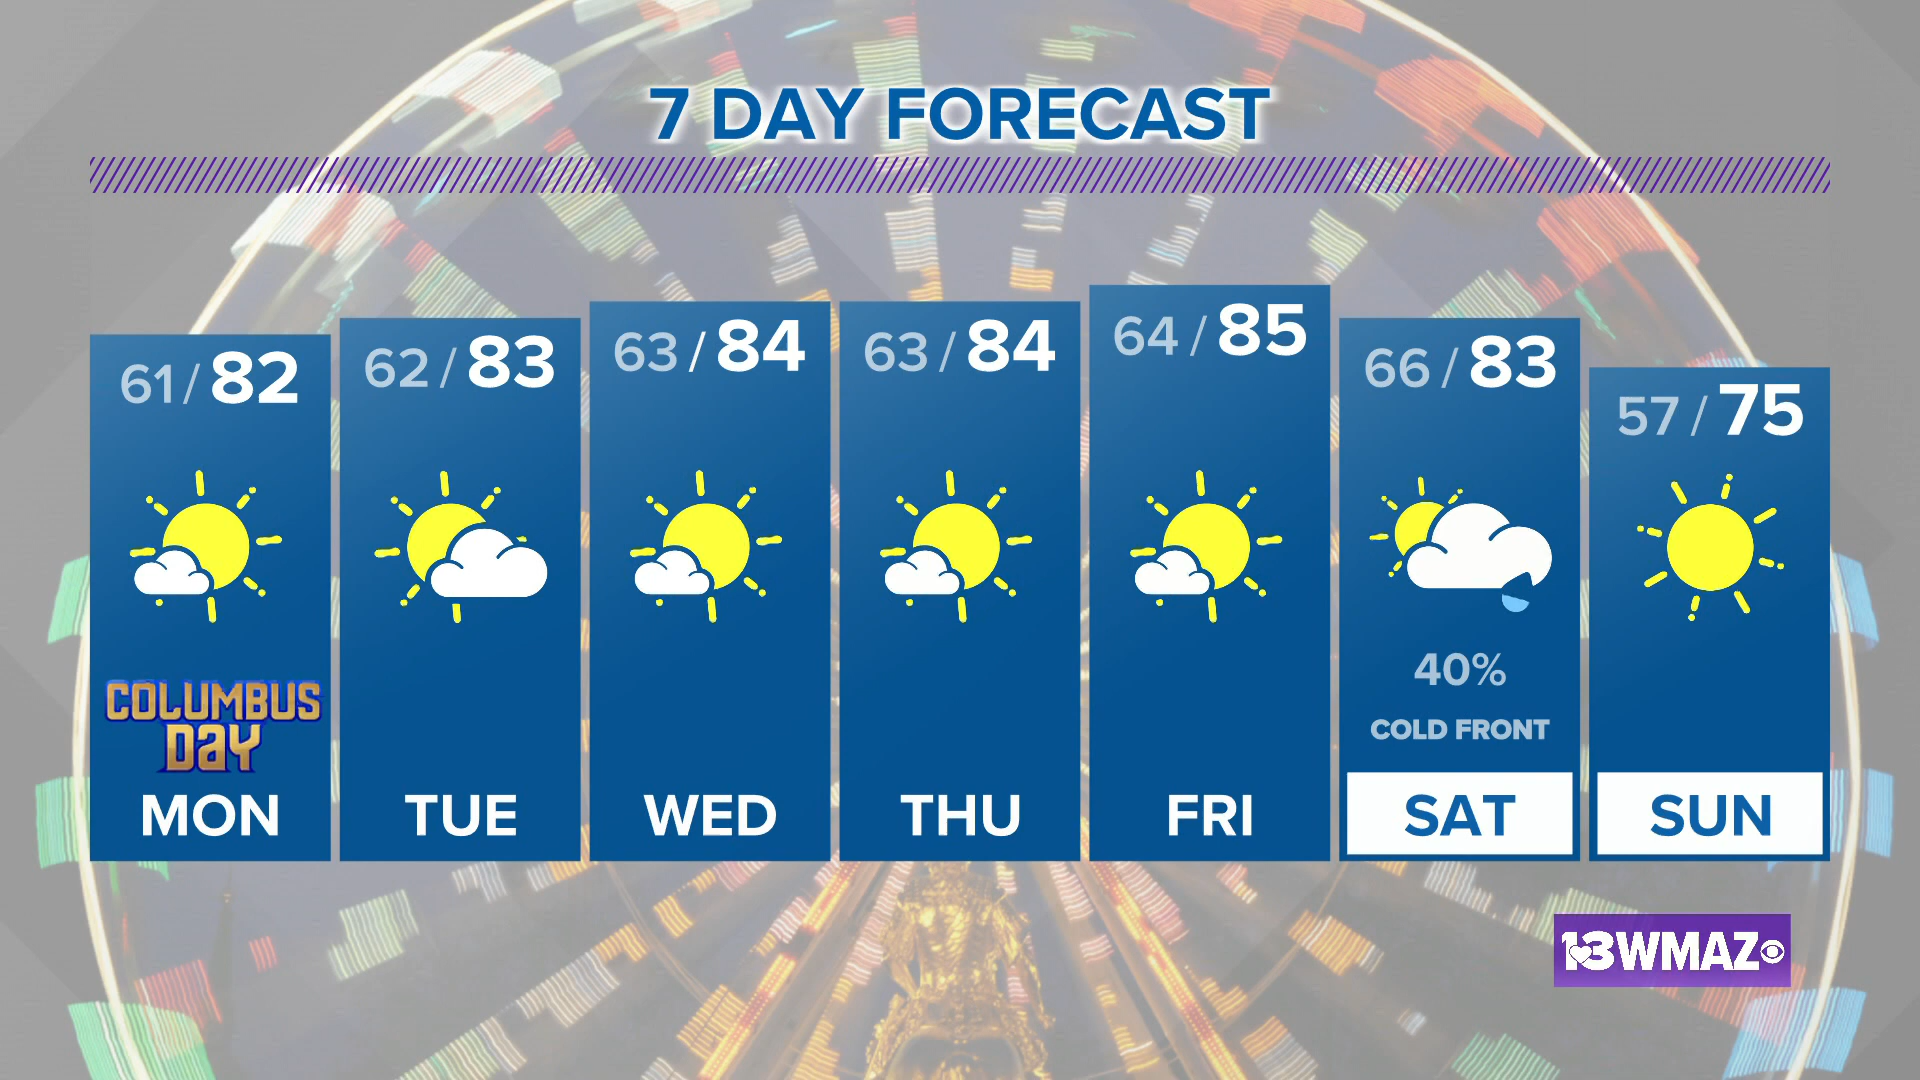 7 DAY FORECAST
61/82
62/83
63/84
63/84
64/85
66/83
57/75
40%
COLD FRONT
COLUMBUS
DAY
MON
TUE
WED
THU
FRI
SAT
SUN
13WMAZ